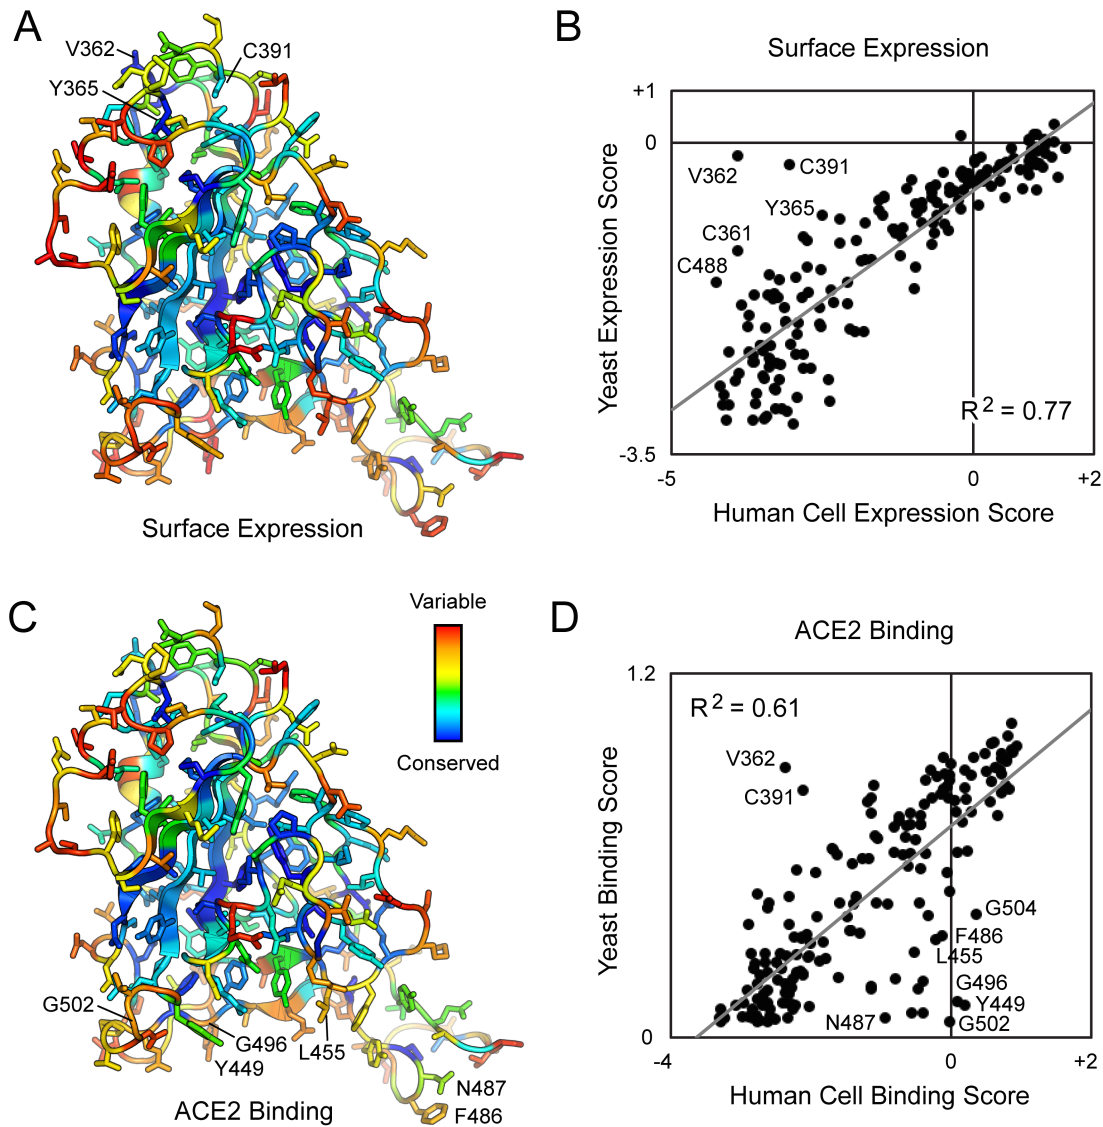 A
V362
C391
Y365
Surface Expression
B
Surface Expression
+1
0
-3.5
Yeast Expression Score
V362
C391
Y365
C361
C488
R2 = 0.77
-5
0
+2
Human Cell Expression Score
C
Variable
Conserved
G502
G496
Y449
L455
N487
F486
ACE2 Binding
D
ACE2 Binding
1.2
0
Yeast Binding Score
R2 = 0.61
V362
C391
G504
F486
L455
G496
Y449
N487
G502
-4
0
+2
Human Cell Binding Score